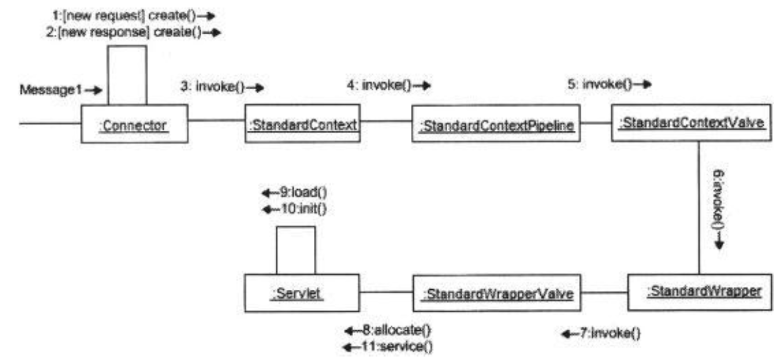 1:[new request] create()→
2:[new response] create()→
Message1→
3: invoke()→
4: invoke()→
5: invoke()→
:Connector
:StandardContext
:StandardContextPipeline
:StandardContextValve
6:invoke()→
←9:load()
←10:init()
:Servlet
:StandardWrapperValve
:StandardWrapper
←8:allocate()
←11:service()
←7:invoke()